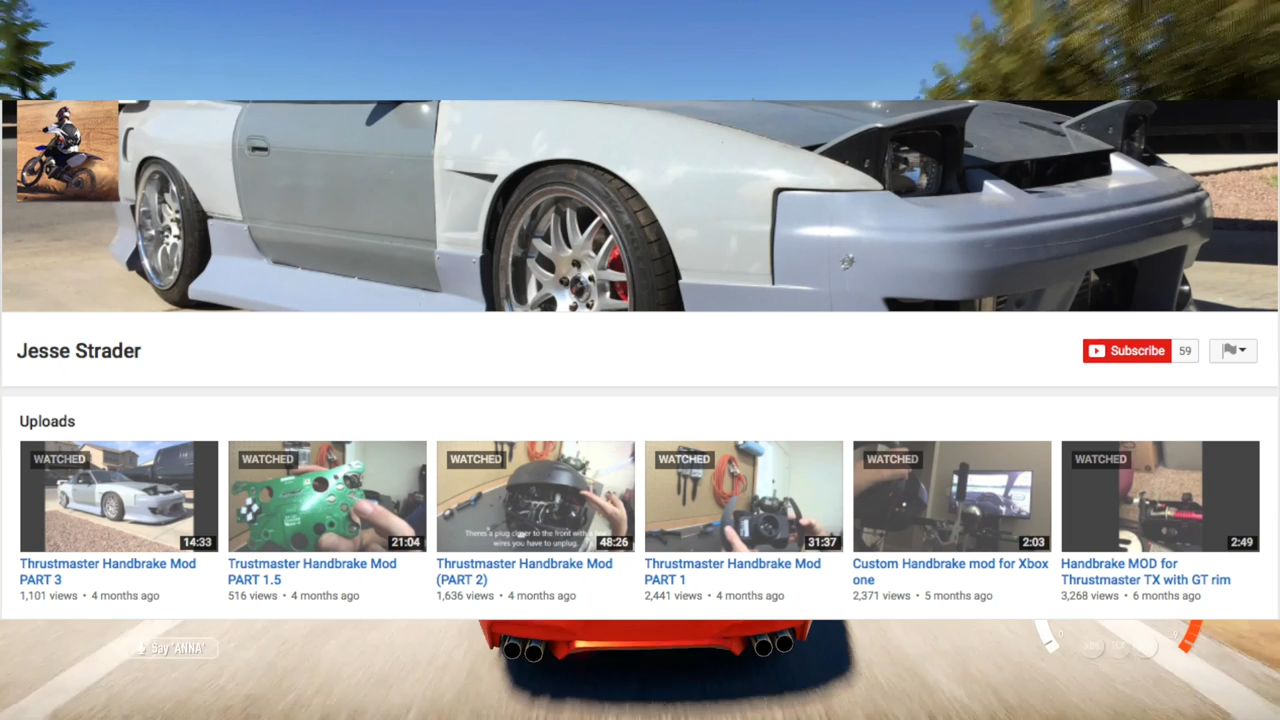 Jesse Strader
Subscribe 59
Uploads
WATCHED
14:33
Thrustmaster Handbrake Mod
PART 3
1,101 views • 4 months ago
WATCHED
21:04
Trustmaster Handbrake Mod
PART 1.5
516 views • 4 months ago
WATCHED
There's a plug closer to the front with
wires you have to unplug.
48:26
Thrustmaster Handbrake Mod
(PART 2)
1,636 views • 4 months ago
WATCHED
31:37
Thrustmaster Handbrake Mod
PART 1
2,441 views • 4 months ago
WATCHED
2:03
Custom Handbrake mod for Xbox
one
2,371 views • 5 months ago
WATCHED
2:49
Handbrake MOD for
Thrustmaster TX with GT rim
3,268 views • 6 months ago
Say 'ANNA'